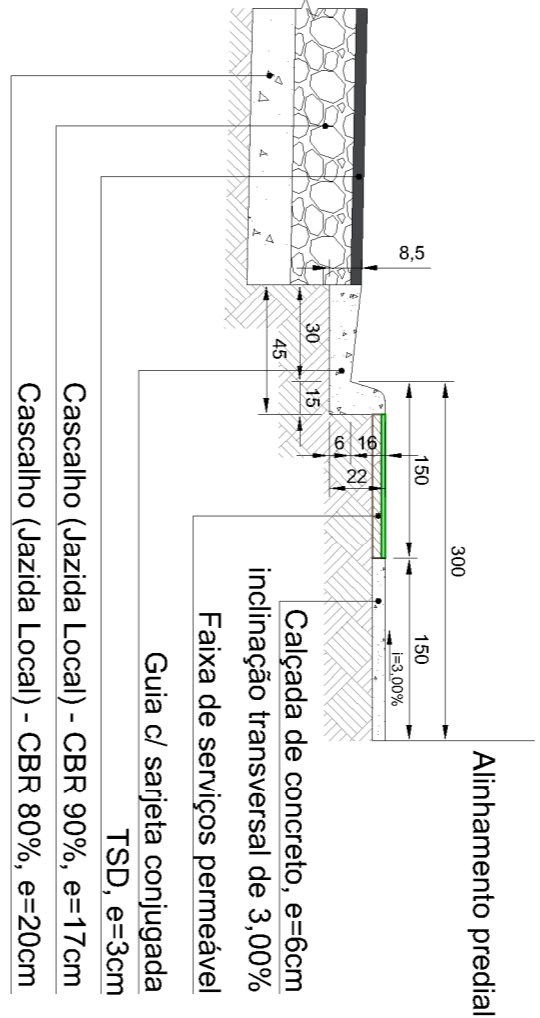 Alinhamento predial
300
150
150
i=3,00%
8,5
16
6
22
30
15
45
Calçada de concreto, e=6cm
inclinação transversal de 3,00%
Faixa de serviços permeável
Guia c/ sarjeta conjugada
TSD, e=3cm
Cascalho (Jazida Local) - CBR 90%, e=17cm
Cascalho (Jazida Local) - CBR 80%, e=20cm